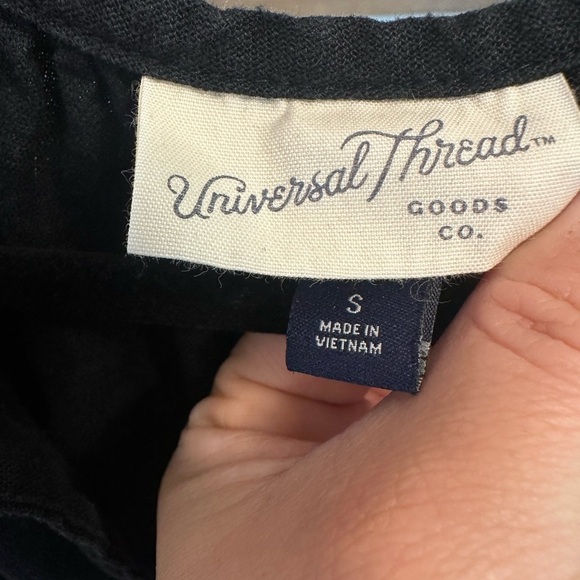 Universal Thread™
GOODS
CO.
S
MADE IN
VIETNAM